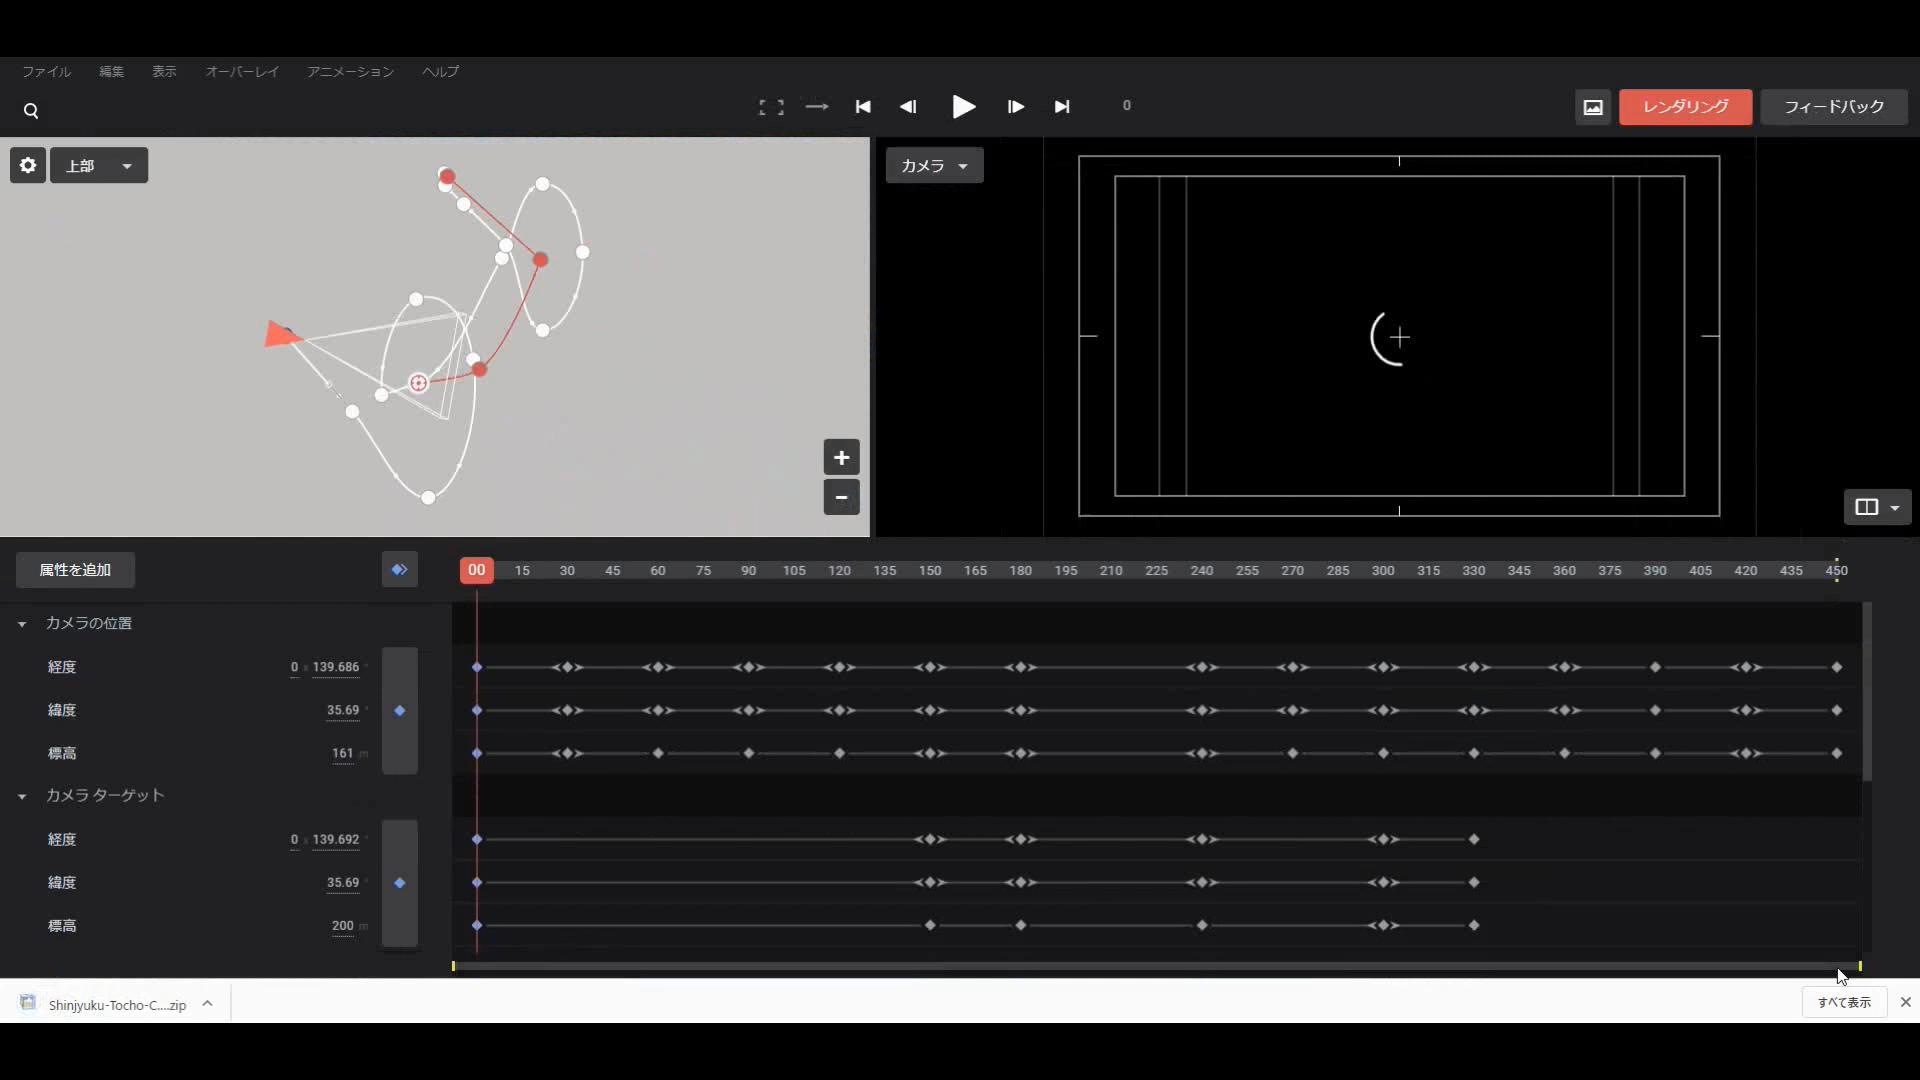 ファイル 編集 表示 オーバーレイ アニメーション ヘルプ
0 レンダリング フィードバック
上部 カメラ
属性を追加 00 15 30 45 60 75 90 105 120 135 150 165 180 195 210 225 240 255 270 285 300 315 330 345 360 375 390 405 420 435 450
カメラの位置
経度 0 x 139.686 °
緯度 35.69 °
標高 161 m
カメラ ターゲット
経度 0 x 139.692 °
緯度 35.69 °
標高 200 m
Shinjyuku-Tocho-C....zip すべて表示